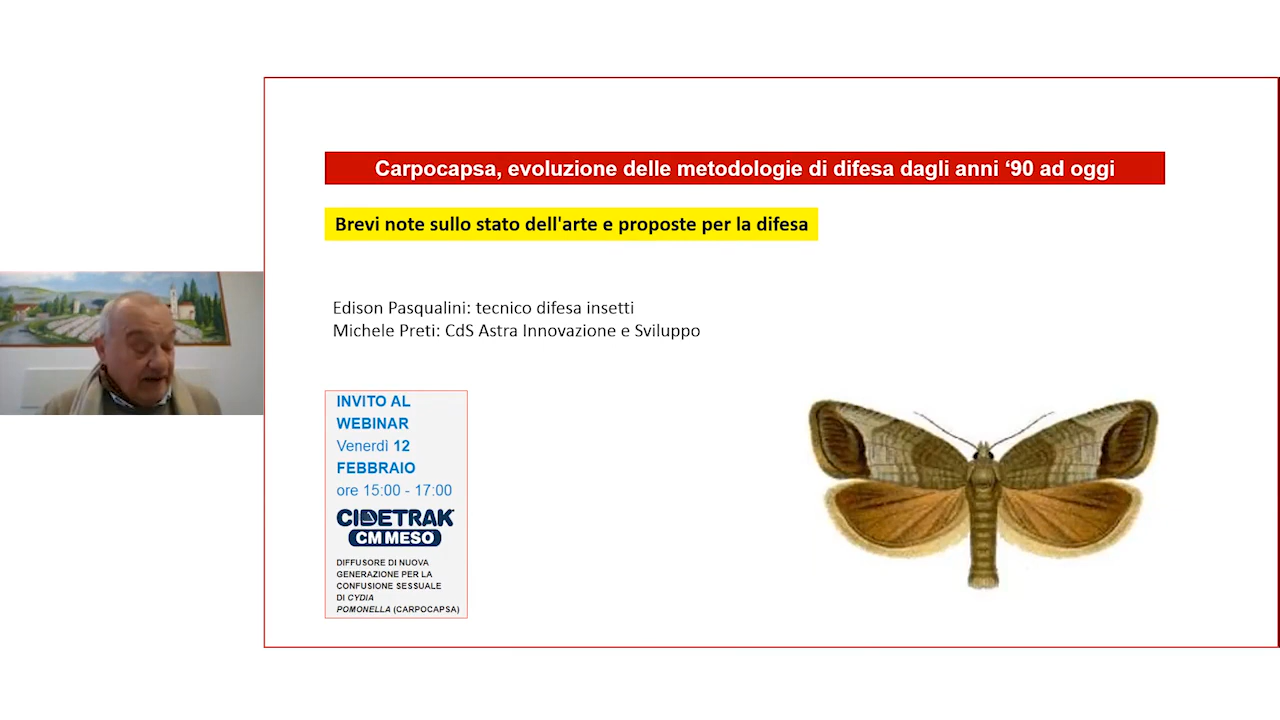 Carpocapsa, evoluzione delle metodologie di difesa dagli anni ‘90 ad oggi
Brevi note sullo stato dell'arte e proposte per la difesa
Edison Pasqualini: tecnico difesa insetti
Michele Preti: CdS Astra Innovazione e Sviluppo
INVITO AL
WEBINAR
Venerdì 12
FEBBRAIO
ore 15:00 - 17:00
CIDETRAK
CM MESO
DIFFUSORE DI NUOVA
GENERAZIONE PER LA
CONFUSIONE SESSUALE
DI CYDIA
POMONELLA (CARPOCAPSA)